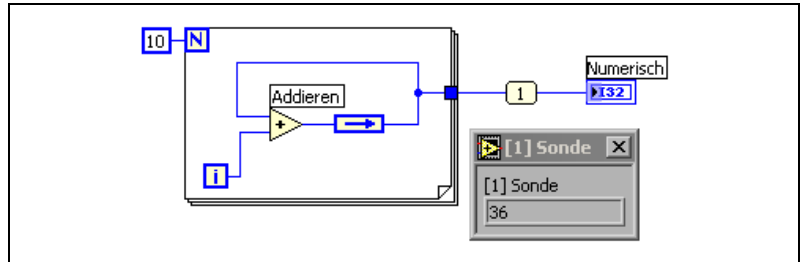 10
N
Addieren
+
i
1
Numerisch
I32
[1] Sonde
[1] Sonde
36